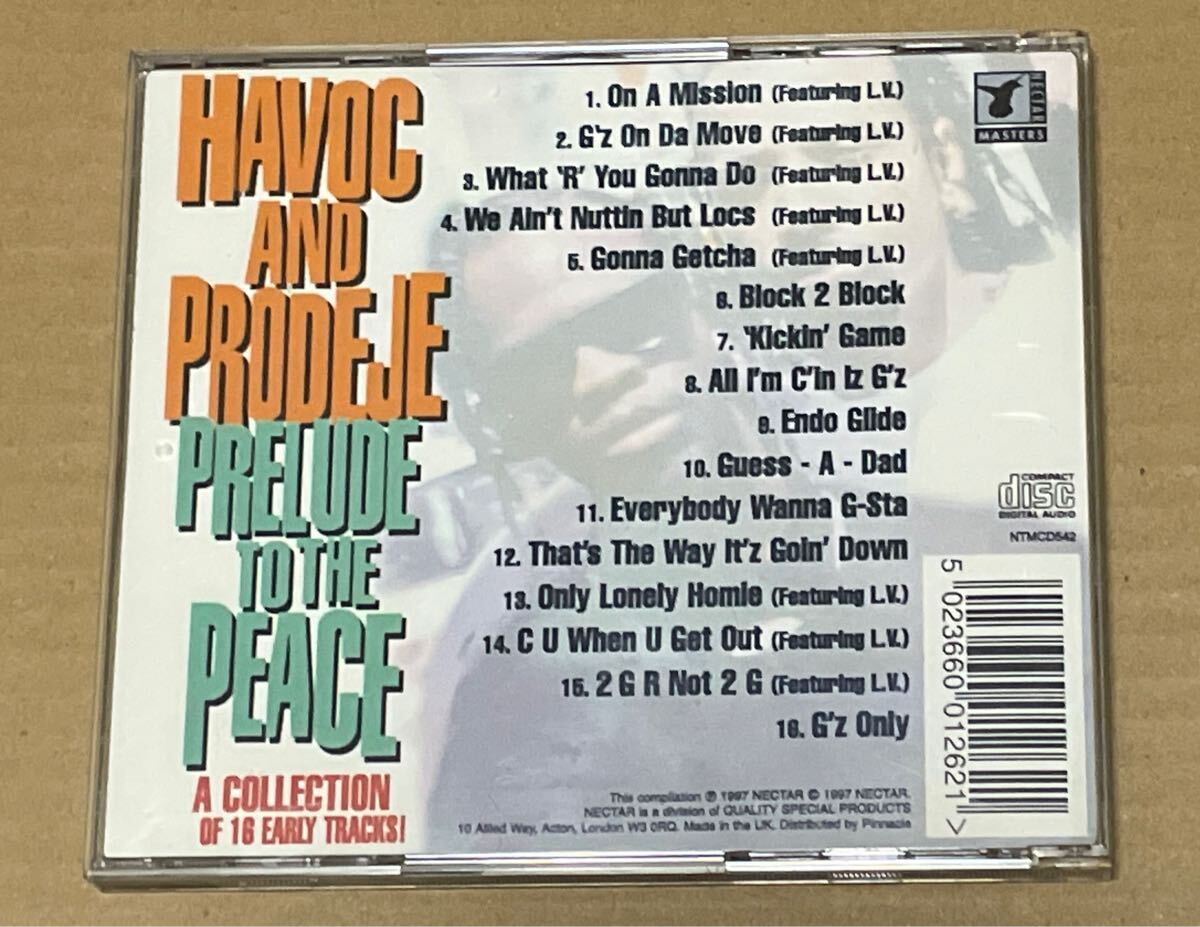 HAVOC
AND
PRODEJE
PRELUDE
TO THE
PEACE
A COLLECTION
OF 16 EARLY TRACKS!
1. On A Mission (Featuring L.V.)
2. G'z On Da Move (Featuring L.V.)
3. What 'R' You Gonna Do (Featuring L.V.)
4. We Ain't Nuttin But Locs (Featuring L.V.)
5. Gonna Getcha (Featuring L.V.)
6. Block 2 Block
7. 'Kickin' Game
8. All I'm C'in Iz G'z
9. Endo Glide
10. Guess - A - Dad
11. Everybody Wanna G-Sta
12. That's The Way It'z Goin' Down
13. Only Lonely Homie (Featuring L.V.)
14. C U When U Get Out (Featuring L.V.)
15. 2 G R Not 2 G (Featuring L.V.)
16. G'z Only
This compilation ℗ 1997 NECTAR © 1997 NECTAR.
NECTAR is a division of QUALITY SPECIAL PRODUCTS
10 Allied Way, Acton, London W3 0RQ. Made in the UK. Distributed by Pinnacle
NECTAR
MASTERS
COMPACT
disc
DIGITAL AUDIO
NTMCD542
5 023660 012621 >